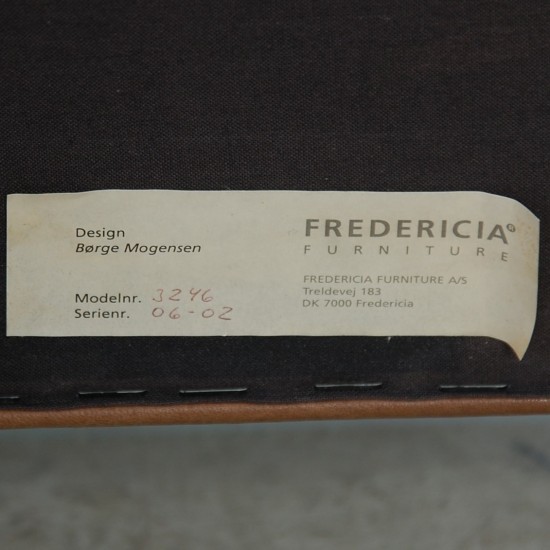 Design
Børge Mogensen
Modelnr. 3246
Serienr. 06-02
FREDERICIA®
FURNITURE
FREDERICIA FURNITURE A/S
Treldevej 183
DK 7000 Fredericia